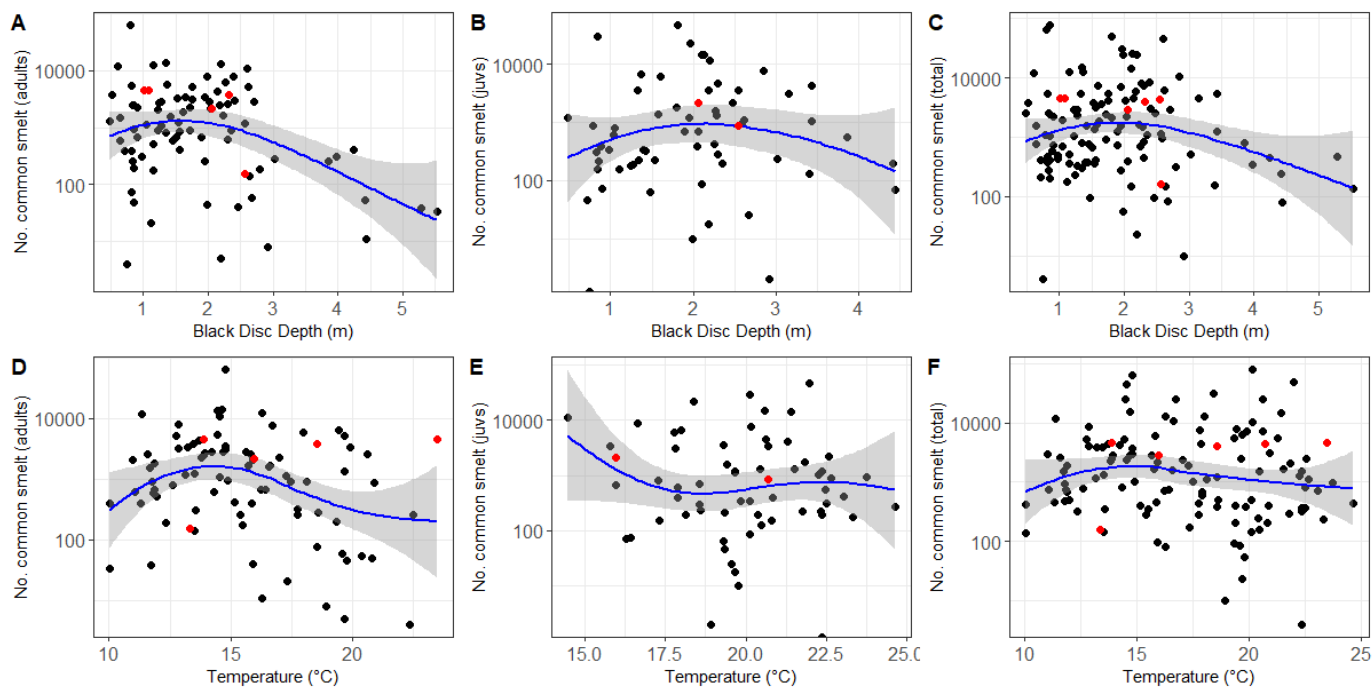 A
No. common smelt (adults)
10000
100
1
2
3
4
5
Black Disc Depth (m)
B
No. common smelt (juvs)
10000
100
1
2
3
4
Black Disc Depth (m)
C
No. common smelt (total)
10000
100
1
2
3
4
5
Black Disc Depth (m)
D
No. common smelt (adults)
10000
100
10
15
20
Temperature (°C)
E
No. common smelt (juvs)
10000
100
15.0
17.5
20.0
22.5
25.0
Temperature (°C)
F
No. common smelt (total)
10000
100
10
15
20
25
Temperature (°C)